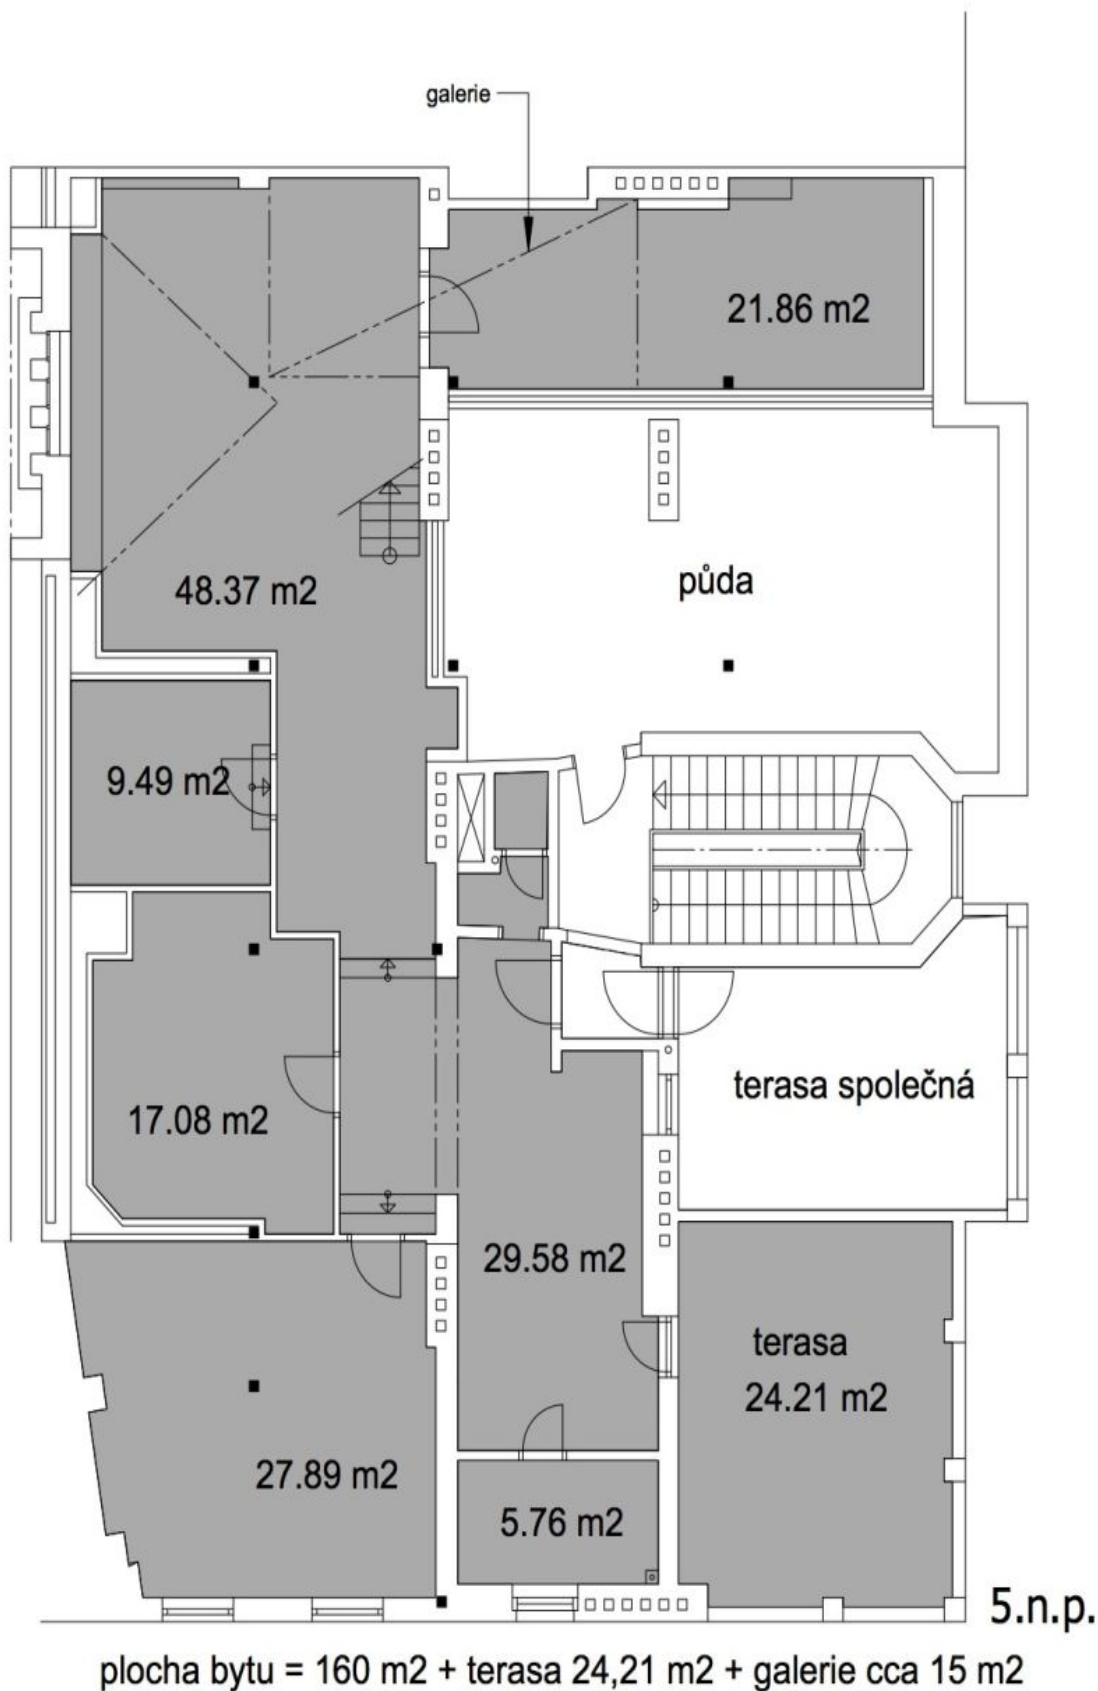 galerie
21.86 m2
půda
48.37 m2
9.49 m2
17.08 m2
terasa společná
29.58 m2
terasa
24.21 m2
27.89 m2
5.76 m2
5.n.p.
plocha bytu = 160 m2 + terasa 24,21 m2 + galerie cca 15 m2